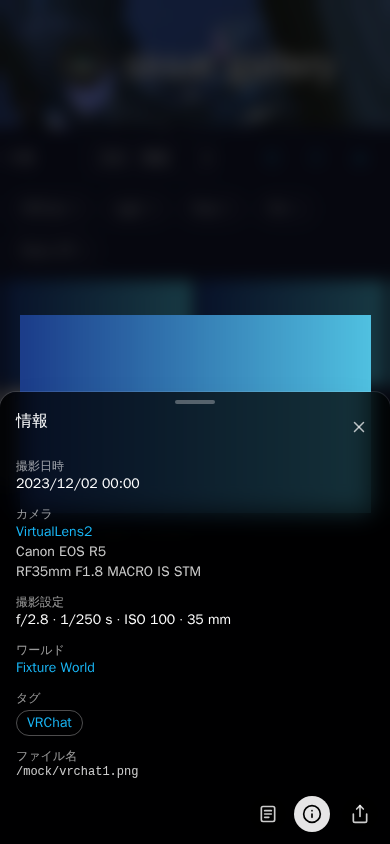 情報
撮影日時
2023/12/02 00:00
カメラ
VirtualLens2
Canon EOS R5
RF35mm F1.8 MACRO IS STM
撮影設定
f/2.8 · 1/250 s · ISO 100 · 35 mm
ワールド
Fixture World
タグ
VRChat
ファイル名
/mock/vrchat1.png